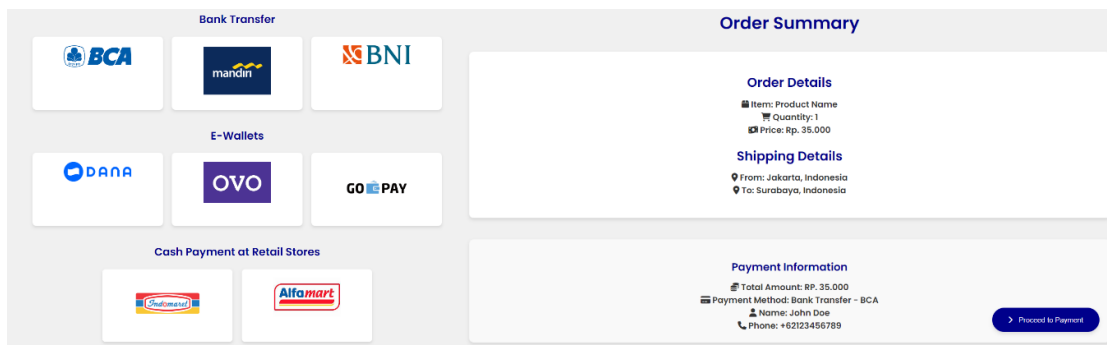 Bank Transfer
BCA
mandiri
BNI
E-Wallets
DANA
OVO
GO PAY
Cash Payment at Retail Stores
Indomaret
Alfamart
Order Summary
Order Details
Item: Product Name
Quantity: 1
Price: Rp. 35.000
Shipping Details
From: Jakarta, Indonesia
To: Surabaya, Indonesia
Payment Information
Total Amount: RP. 35.000
Payment Method: Bank Transfer - BCA
Name: John Doe
Phone: +62123456789
Proceed to Payment